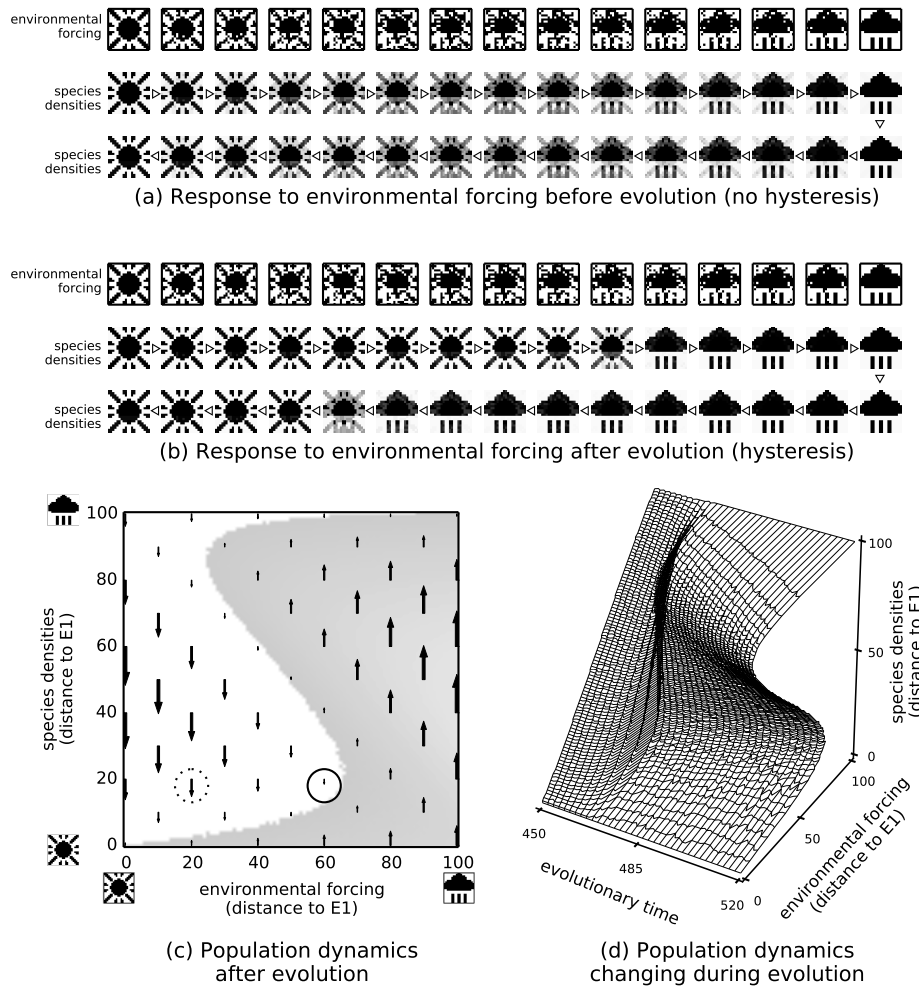 environmental
forcing
species
densities
species
densities
(a) Response to environmental forcing before evolution (no hysteresis)
environmental
forcing
species
densities
species
densities
(b) Response to environmental forcing after evolution (hysteresis)
100
80
60
40
20
0
species densities
(distance to E1)
0 20 40 60 80 100
environmental forcing
(distance to E1)
(c) Population dynamics
after evolution
100
50
0
species densities
(distance to E1)
100
50
0
environmental forcing
(distance to E1)
450
485
520
evolutionary time
(d) Population dynamics
changing during evolution